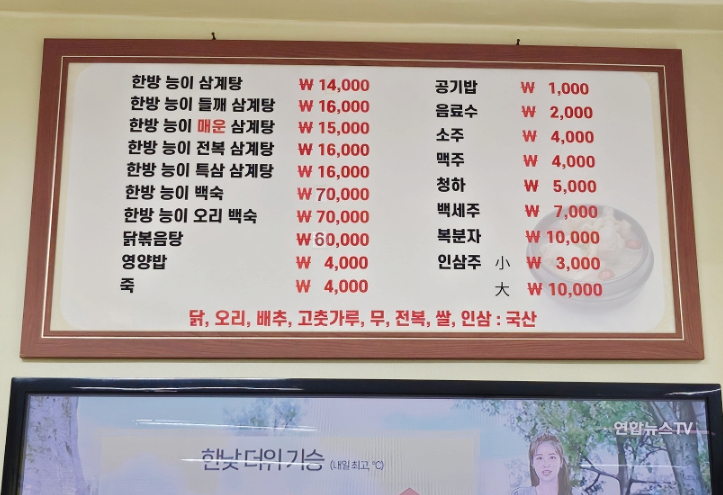 한방 능이 삼계탕 ₩ 14,000
한방 능이 들깨 삼계탕 ₩ 16,000
한방 능이 매운 삼계탕 ₩ 15,000
한방 능이 전복 삼계탕 ₩ 16,000
한방 능이 특삼 삼계탕 ₩ 16,000
한방 능이 백숙 ₩ 70,000
한방 능이 오리 백숙 ₩ 70,000
닭볶음탕 ₩ 60,000
영양밥 ₩ 4,000
죽 ₩ 4,000
공기밥 ₩ 1,000
음료수 ₩ 2,000
소주 ₩ 4,000
맥주 ₩ 4,000
청하 ₩ 5,000
백세주 ₩ 7,000
복분자 ₩ 10,000
인삼주 小 ₩ 3,000
大 ₩ 10,000
닭, 오리, 배추, 고춧가루, 무, 전복, 쌀, 인삼 : 국산
연합뉴스TV
한낮 더위 기승 (내일 최고, ℃)